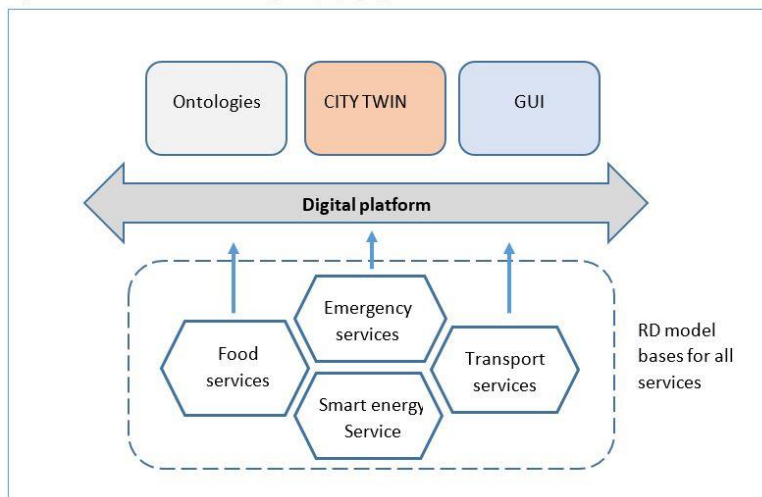 Ontologies
CITY TWIN
GUI
Digital platform
Emergency
services
Food
services
Transport
services
Smart energy
Service
RD model
bases for all
services